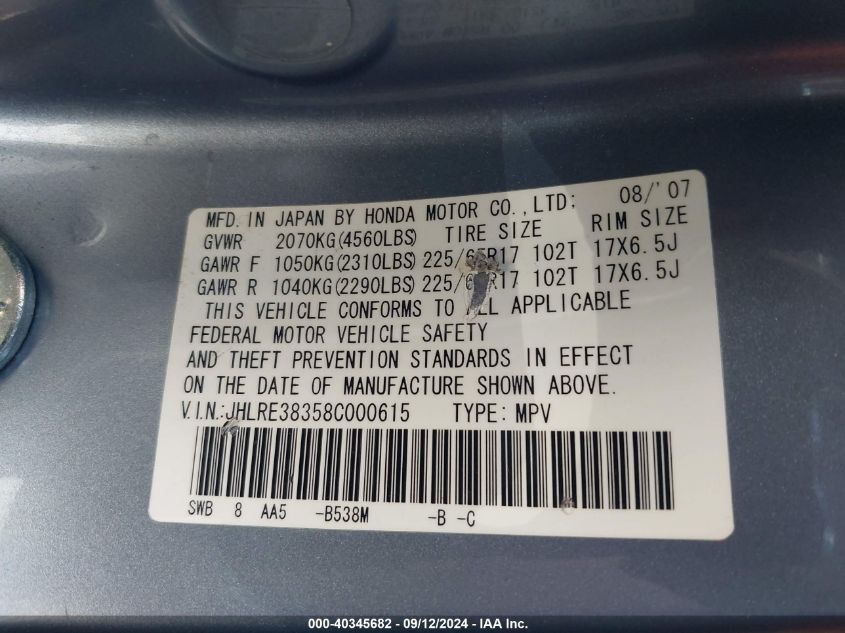 MFD. IN JAPAN BY HONDA MOTOR CO.,LTD: 08/'07
GVWR 2070KG(4560LBS) TIRE SIZE RIM SIZE
GAWR F 1050KG(2310LBS) 225/65R17 102T 17X6.5J
GAWR R 1040KG(2290LBS) 225/65R17 102T 17X6.5J
THIS VEHICLE CONFORMS TO ALL APPLICABLE
FEDERAL MOTOR VEHICLE SAFETY
AND THEFT PREVENTION STANDARDS IN EFFECT
ON THE DATE OF MANUFACTURE SHOWN ABOVE.
V.I.N.:JHLRE38358C000615 TYPE: MPV
SWB 8 AA5 -B538M -B -C
000-40345682 - 09/12/2024 - IAA Inc.